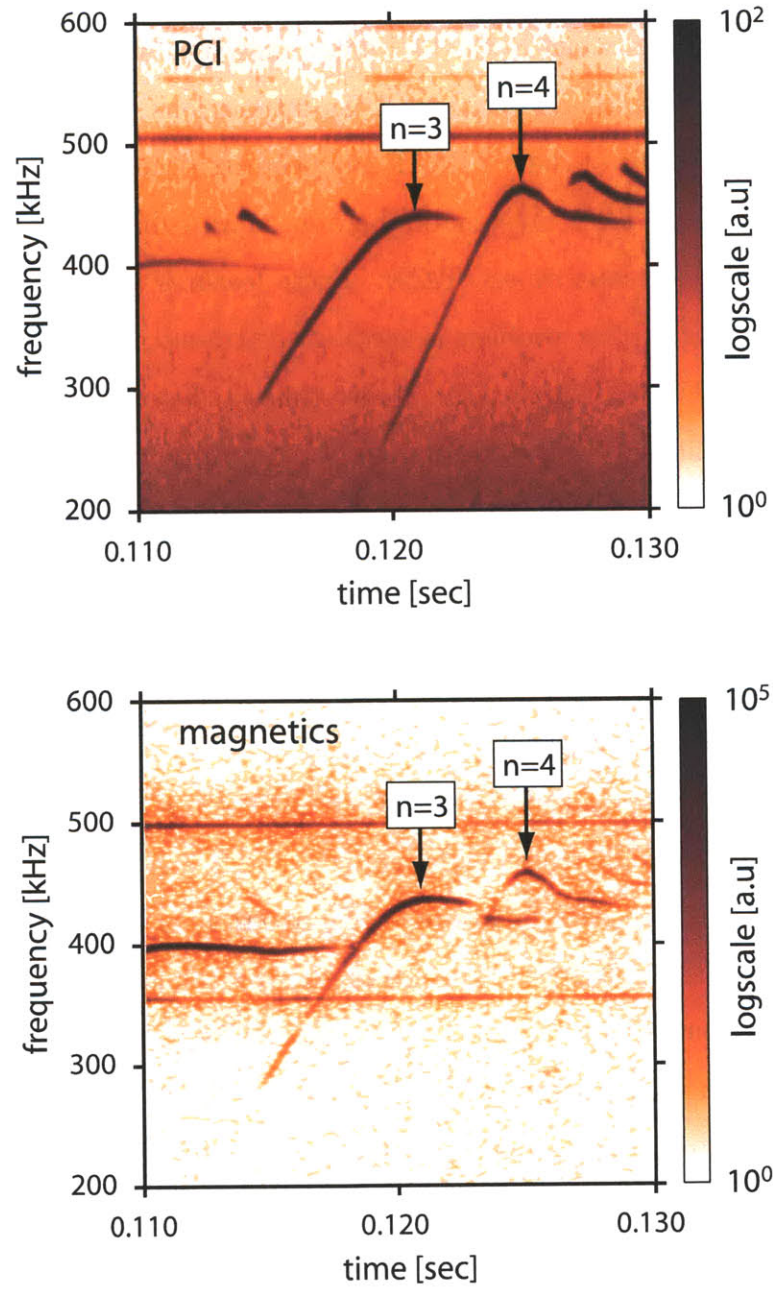 600
500
400
300
200
frequency [kHz]
PCI
n=3
n=4
0.110
0.120
0.130
time [sec]
10²
10⁰
logscale [a.u]
600
500
400
300
200
frequency [kHz]
magnetics
n=3
n=4
0.110
0.120
0.130
time [sec]
10⁵
10⁰
logscale [a.u]